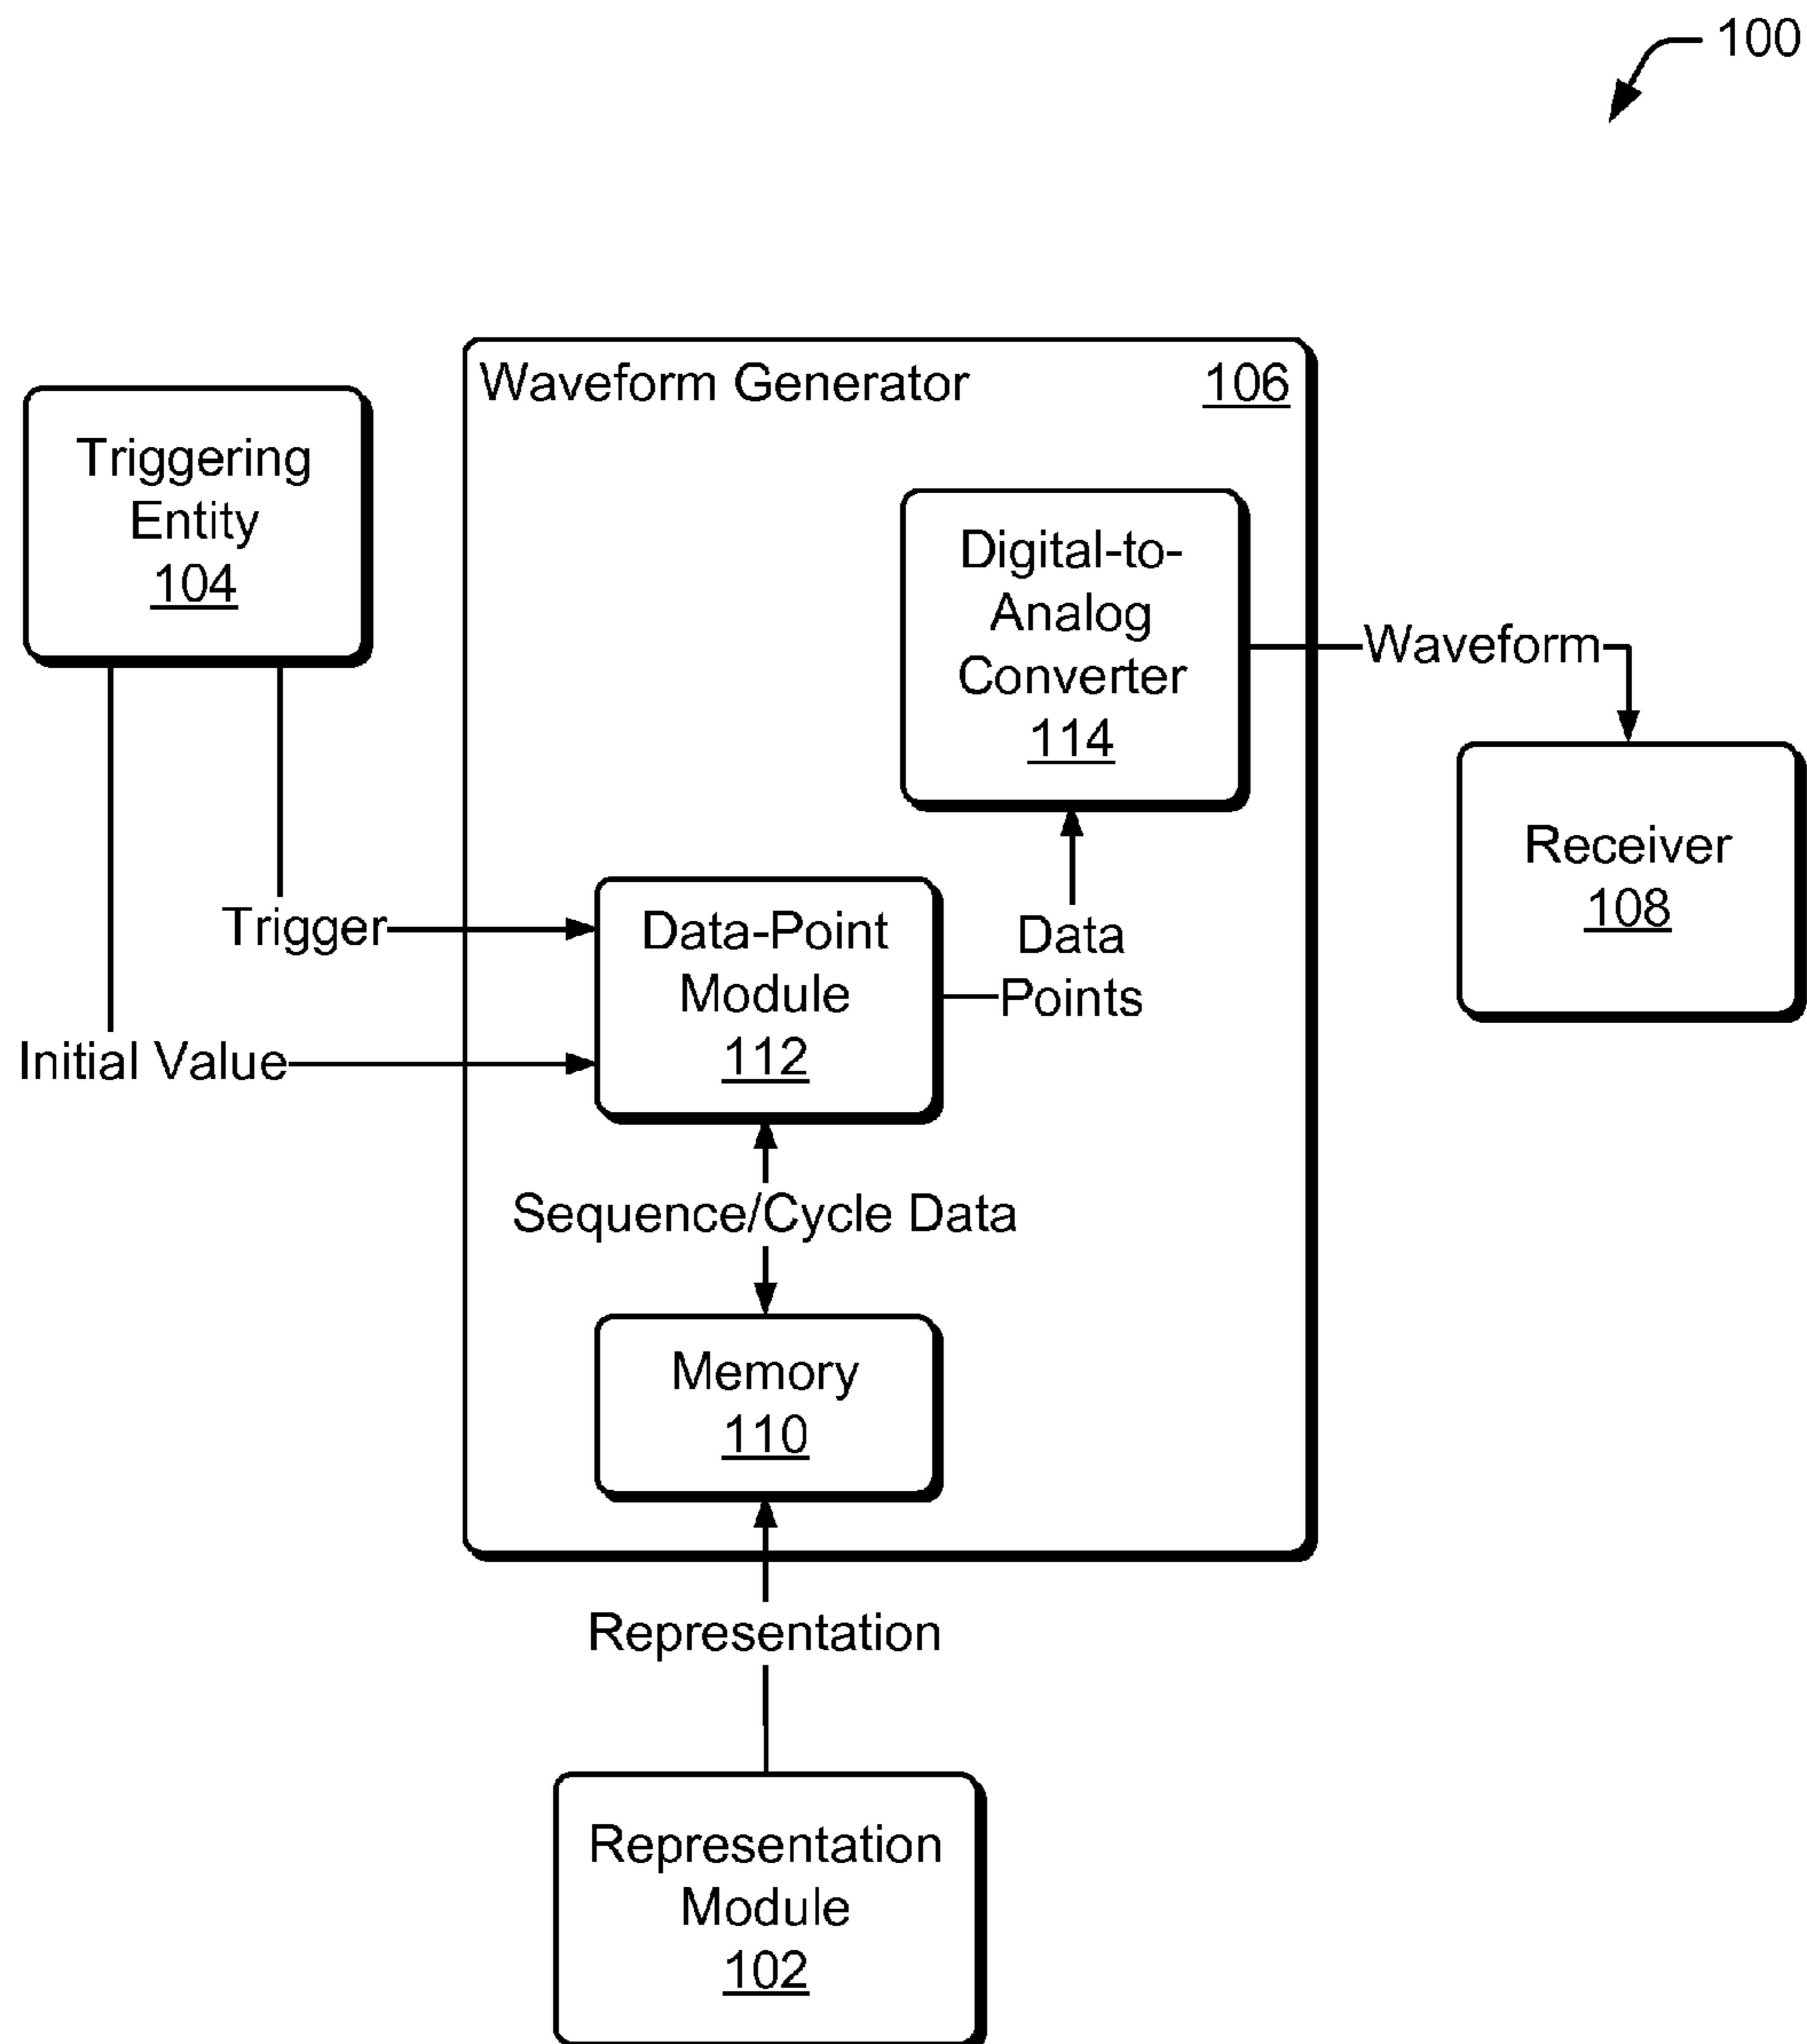 100
Waveform Generator 106
Triggering
Entity
104
Digital-to-
Analog
Converter
114
Waveform
Receiver
108
Trigger
Data-Point
Module
112
Data
Points
Initial Value
Sequence/Cycle Data
Memory
110
Representation
Representation
Module
102